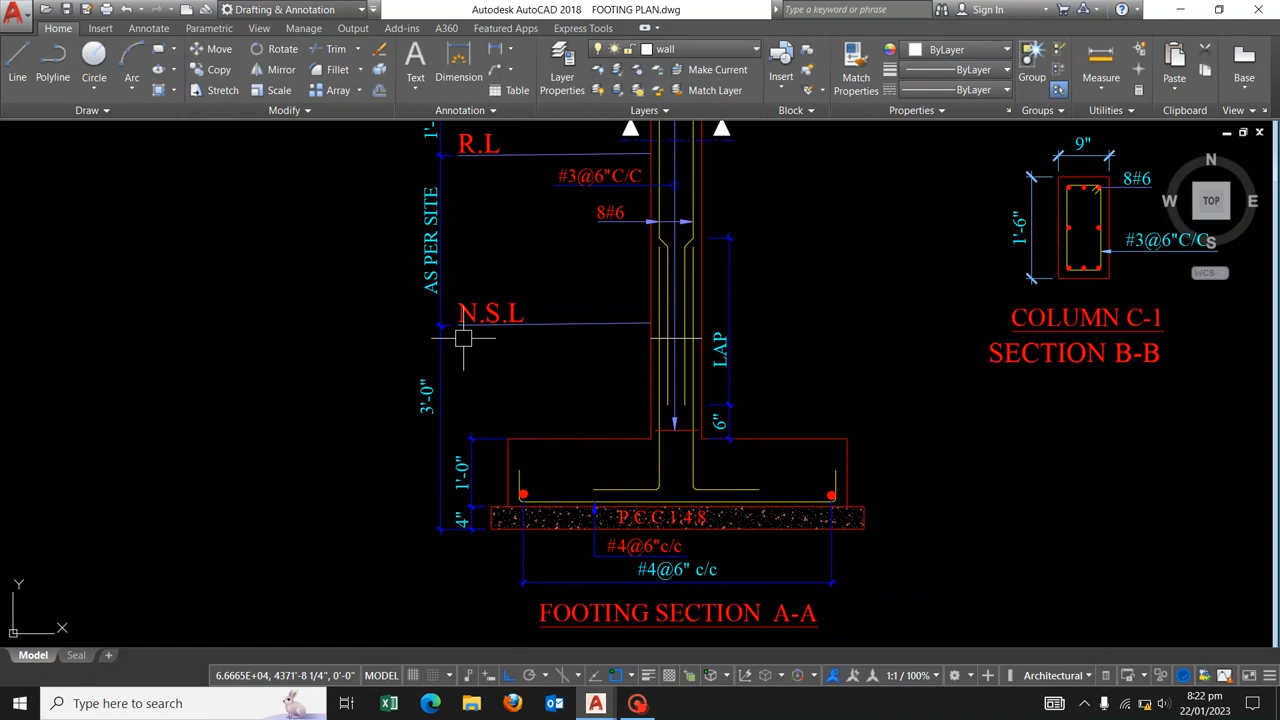 Drafting & Annotation
Autodesk AutoCAD 2018 FOOTING PLAN.dwg
Type a keyword or phrase
Sign In
Home Insert Annotate Parametric View Manage Output Add-ins A360 Featured Apps Express Tools
Line Polyline Circle Arc
Move Rotate Trim
Copy Mirror Fillet
Stretch Scale Array
Text Dimension Table
Layer Properties
wall
Make Current
Match Layer
Insert
Match Properties
ByLayer
ByLayer
ByLayer
Group Measure Paste Base
Draw Modify Annotation Layers Block Properties Groups Utilities Clipboard View
1'-
R.L
#3@6"C/C
8#6
AS PER SITE
N.S.L
LAP
3'-0"
6"
1'-0"
4"
P.C.C 1:4:8
#4@6"c/c
#4@6" c/c
FOOTING SECTION A-A
9"
8#6
1'-6"
#3@6"C/C
COLUMN C-1
SECTION B-B
N
W TOP E
S
WCS
Y
X
Model Seal +
6.6665E+04, 4371'-8 1/4", 0'-0" MODEL
1:1 / 100%
Architectural
Type here to search
8:22 pm
22/01/2023